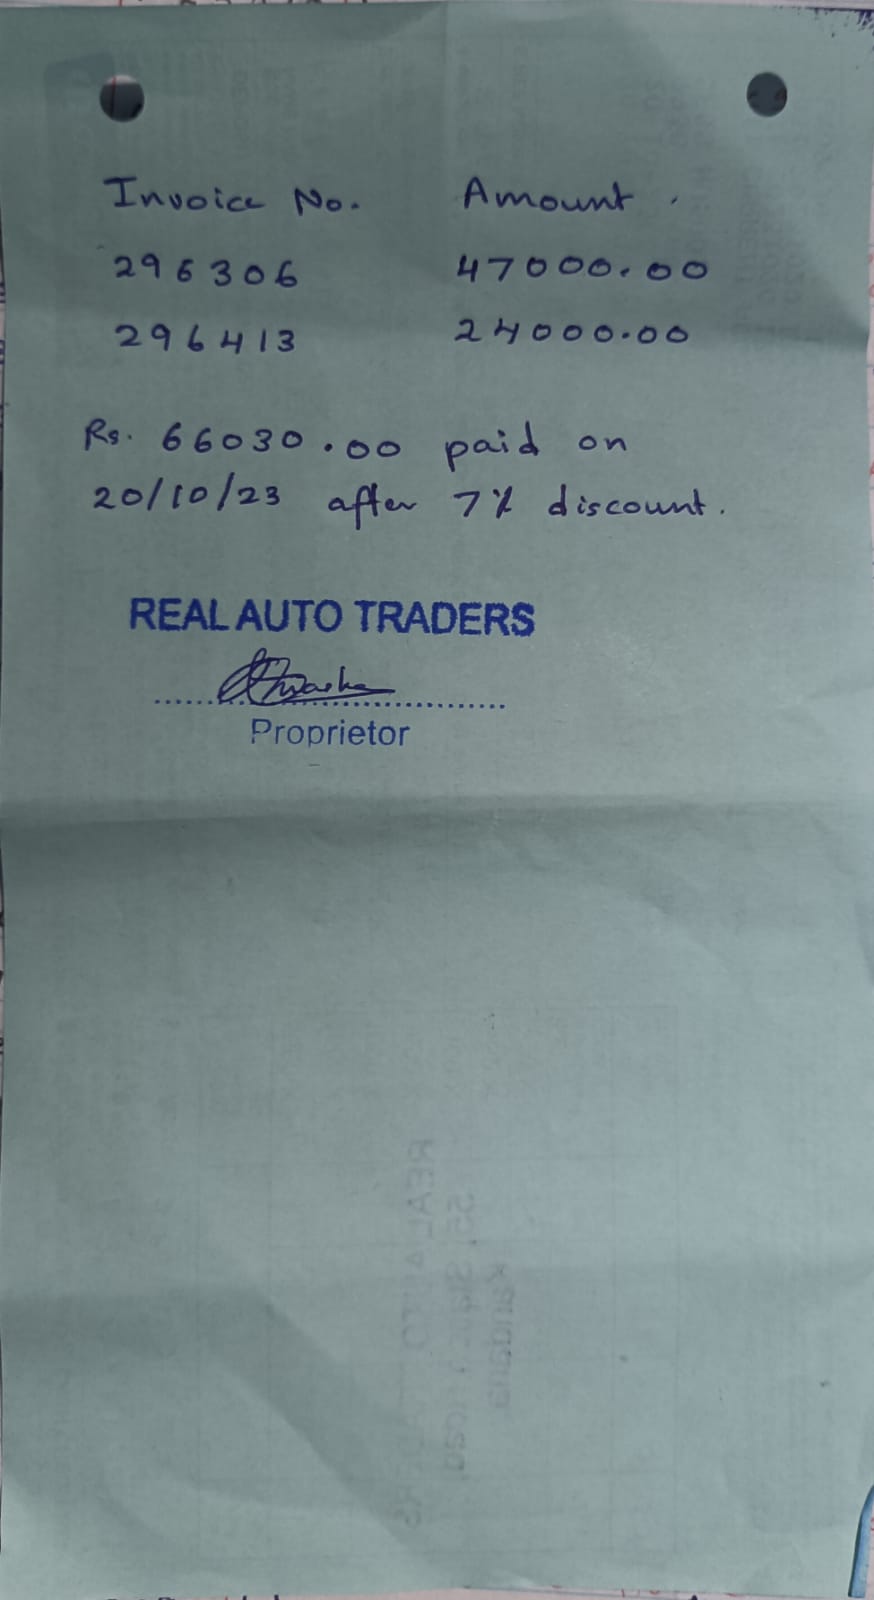 Invoice No. Amount.
296306 47000.00
296413 24000.00
Rs. 66030.00 paid on
20/10/23 after 7% discount.
REAL AUTO TRADERS
Proprietor